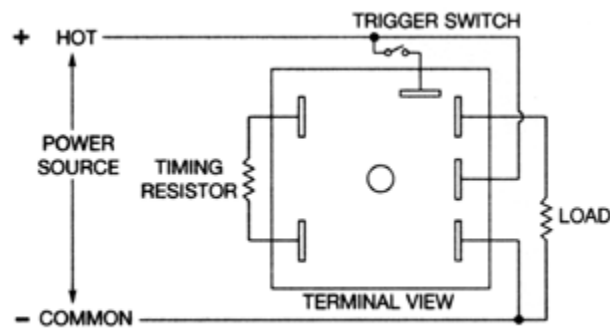 TRIGGER SWITCH
+ HOT
POWER
SOURCE
TIMING
RESISTOR
LOAD
TERMINAL VIEW
− COMMON